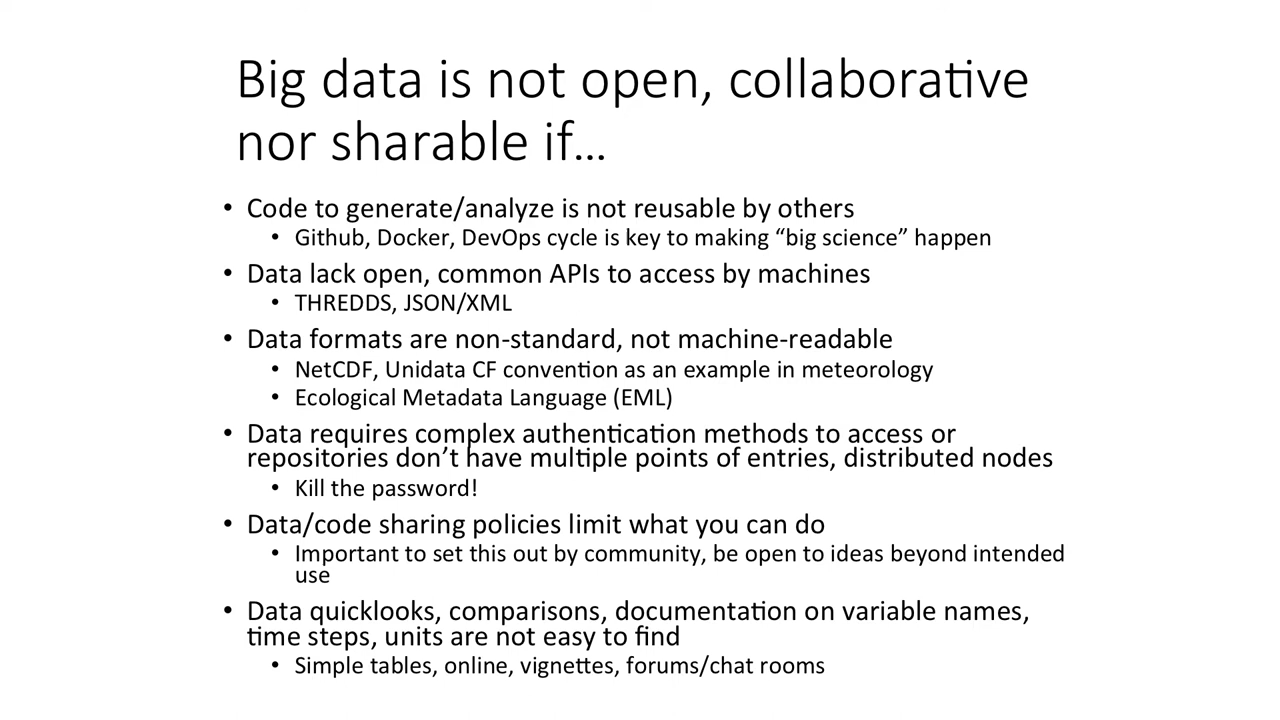 Big data is not open, collaborative
nor sharable if…
• Code to generate/analyze is not reusable by others
• Github, Docker, DevOps cycle is key to making “big science” happen
• Data lack open, common APIs to access by machines
• THREDDS, JSON/XML
• Data formats are non-standard, not machine-readable
• NetCDF, Unidata CF convention as an example in meteorology
• Ecological Metadata Language (EML)
• Data requires complex authentication methods to access or
repositories don’t have multiple points of entries, distributed nodes
• Kill the password!
• Data/code sharing policies limit what you can do
• Important to set this out by community, be open to ideas beyond intended
use
• Data quicklooks, comparisons, documentation on variable names,
time steps, units are not easy to find
• Simple tables, online, vignettes, forums/chat rooms